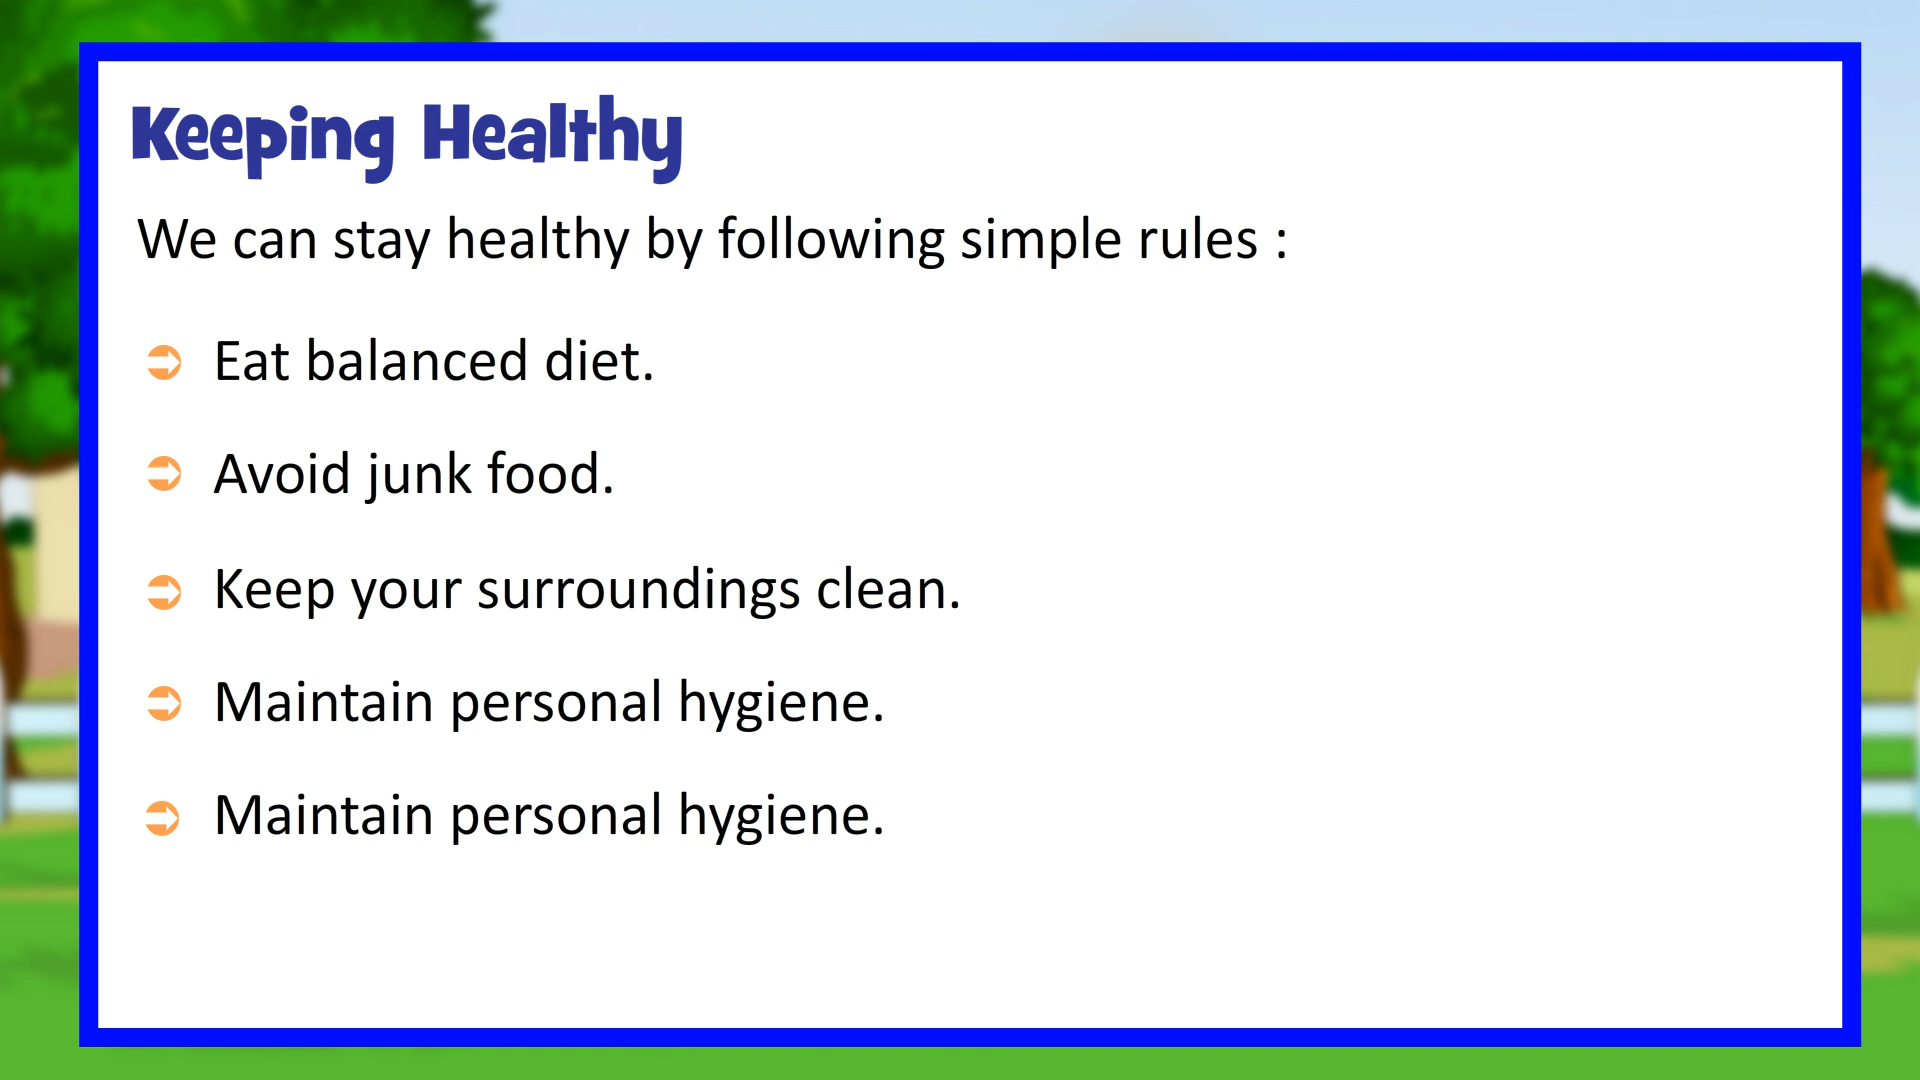 Keeping Healthy
We can stay healthy by following simple rules :
Eat balanced diet.
Avoid junk food.
Keep your surroundings clean.
Maintain personal hygiene.
Maintain personal hygiene.